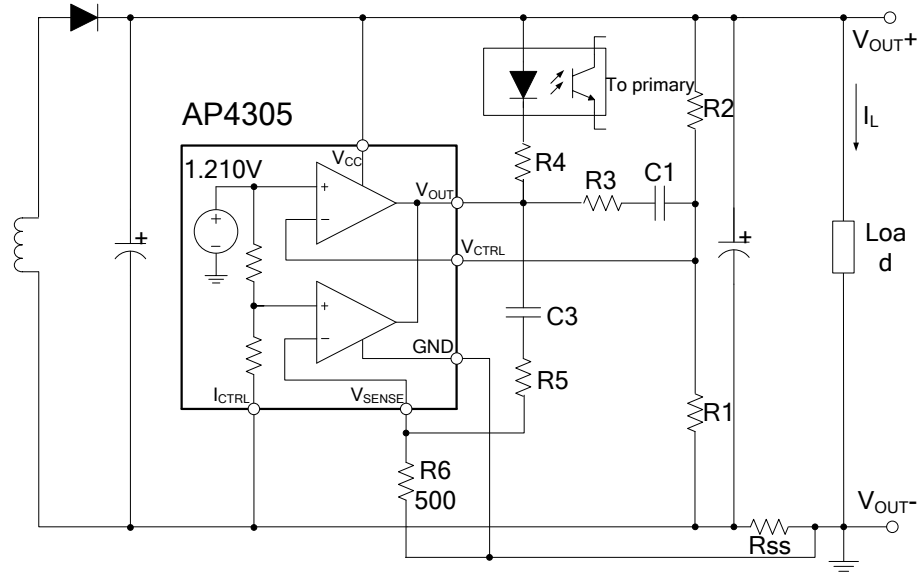 VOUT+
To primary
R2
IL
AP4305
VCC
R4
C1
1.210V
R3
VOUT
+
+
+
−
−
VCTRL
+
Loa
d
+
−
C3
GND
R5
ICTRL
VSENSE
R1
R6
500
VOUT-
Rss